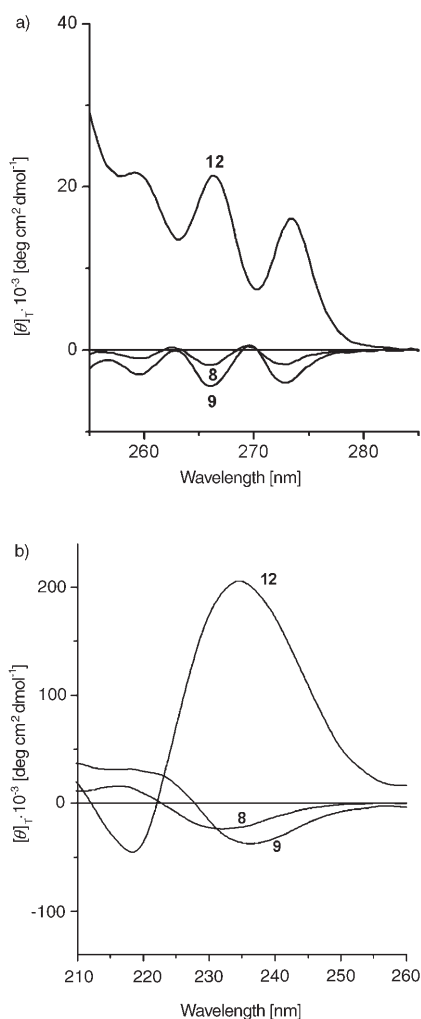 a)
40
20
0
[θ]T · 10-3 [deg cm2 dmol-1]
12
8
9
260 270 280
Wavelength [nm]
b)
200
100
0
-100
[θ]T · 10-3 [deg cm2 dmol-1]
12
8
9
210 220 230 240 250 260
Wavelength [nm]